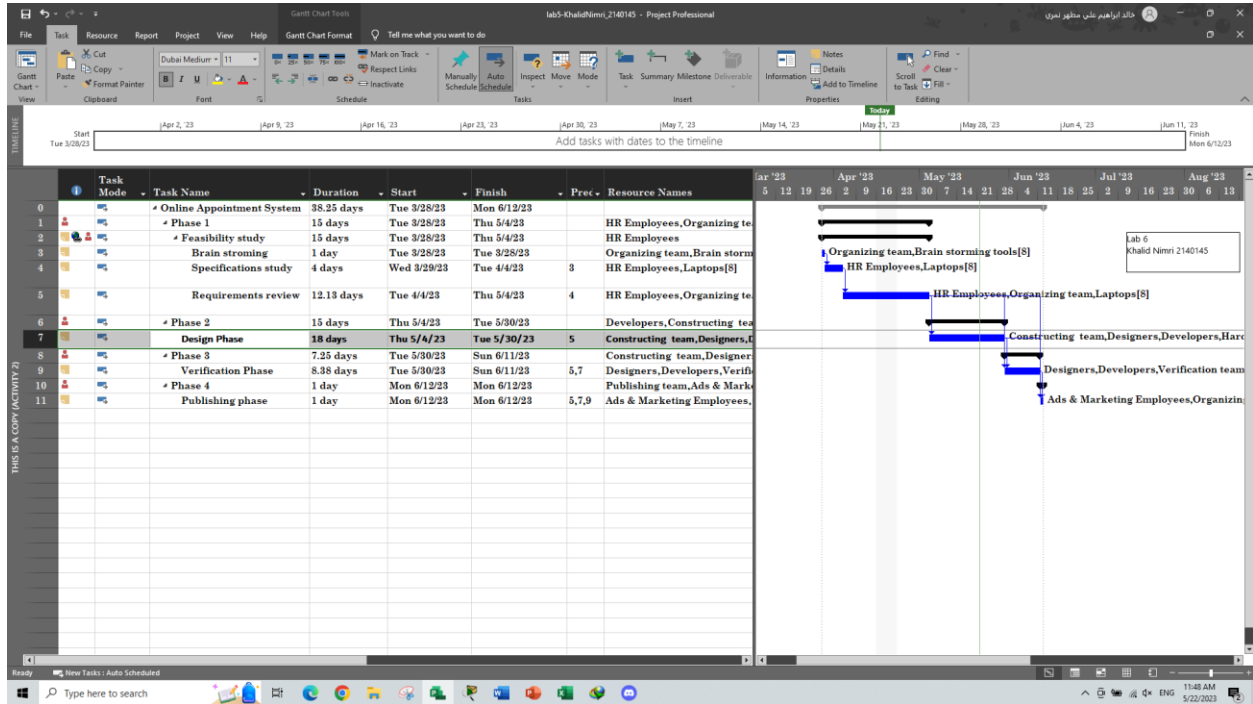 Gantt Chart Tools
lab5-KhalidNimri_2140145 - Project Professional
خالد ابراهيم علي مظهر نمري
File Task Resource Report Project View Help Gantt Chart Format Tell me what you want to do
Gantt Chart
View
Paste
Cut
Copy
Format Painter
Clipboard
Dubai Medium 11
B I U A
Font
Mark on Track
Respect Links
Inactivate
Schedule
Manually Schedule
Auto Schedule
Inspect Move Mode
Tasks
Task Summary Milestone Deliverable
Insert
Information
Notes
Details
Add to Timeline
Properties
Scroll to Task
Find
Clear
Fill
Editing
TIMELINE
Today
Apr 2, '23 Apr 9, '23 Apr 16, '23 Apr 23, '23 Apr 30, '23 May 7, '23 May 14, '23 May 21, '23 May 28, '23 Jun 4, '23 Jun 11, '23
Start
Tue 3/28/23
Add tasks with dates to the timeline
Finish
Mon 6/12/23
Task Mode Task Name Duration Start Finish Prec Resource Names
ar '23 Apr '23 May '23 Jun '23 Jul '23 Aug '23
5 12 19 26 2 9 16 23 30 7 14 21 28 4 11 18 25 2 9 16 23 30 6 13
0 Online Appointment System 38.25 days Tue 3/28/23 Mon 6/12/23
1 Phase 1 15 days Tue 3/28/23 Thu 5/4/23 HR Employees,Organizing te
2 Feasibility study 15 days Tue 3/28/23 Thu 5/4/23 HR Employees
3 Brain stroming 1 day Tue 3/28/23 Tue 3/28/23 Organizing team,Brain storm
4 Specifications study 4 days Wed 3/29/23 Tue 4/4/23 3 HR Employees,Laptops[8]
5 Requirements review 12.13 days Tue 4/4/23 Thu 5/4/23 4 HR Employees,Organizing te
6 Phase 2 15 days Thu 5/4/23 Tue 5/30/23 Developers,Constructing tea
7 Design Phase 18 days Thu 5/4/23 Tue 5/30/23 5 Constructing team,Designers,D
8 Phase 3 7.25 days Tue 5/30/23 Sun 6/11/23 Constructing team,Designer
9 Verification Phase 8.38 days Tue 5/30/23 Sun 6/11/23 5,7 Designers,Developers,Verifi
10 Phase 4 1 day Mon 6/12/23 Mon 6/12/23 Publishing team,Ads & Mark
11 Publishing phase 1 day Mon 6/12/23 Mon 6/12/23 5,7,9 Ads & Marketing Employees,
Organizing team,Brain storming tools[8]
HR Employees,Laptops[8]
HR Employees,Organizing team,Laptops[8]
Constructing team,Designers,Developers,Hard
Designers,Developers,Verification team
Ads & Marketing Employees,Organizin
Lab 6
Khalid Nimri 2140145
THIS IS A COPY (ACTIVITY 2)
Ready New Tasks : Auto Scheduled
Type here to search
ENG
11:48 AM
5/22/2023
2